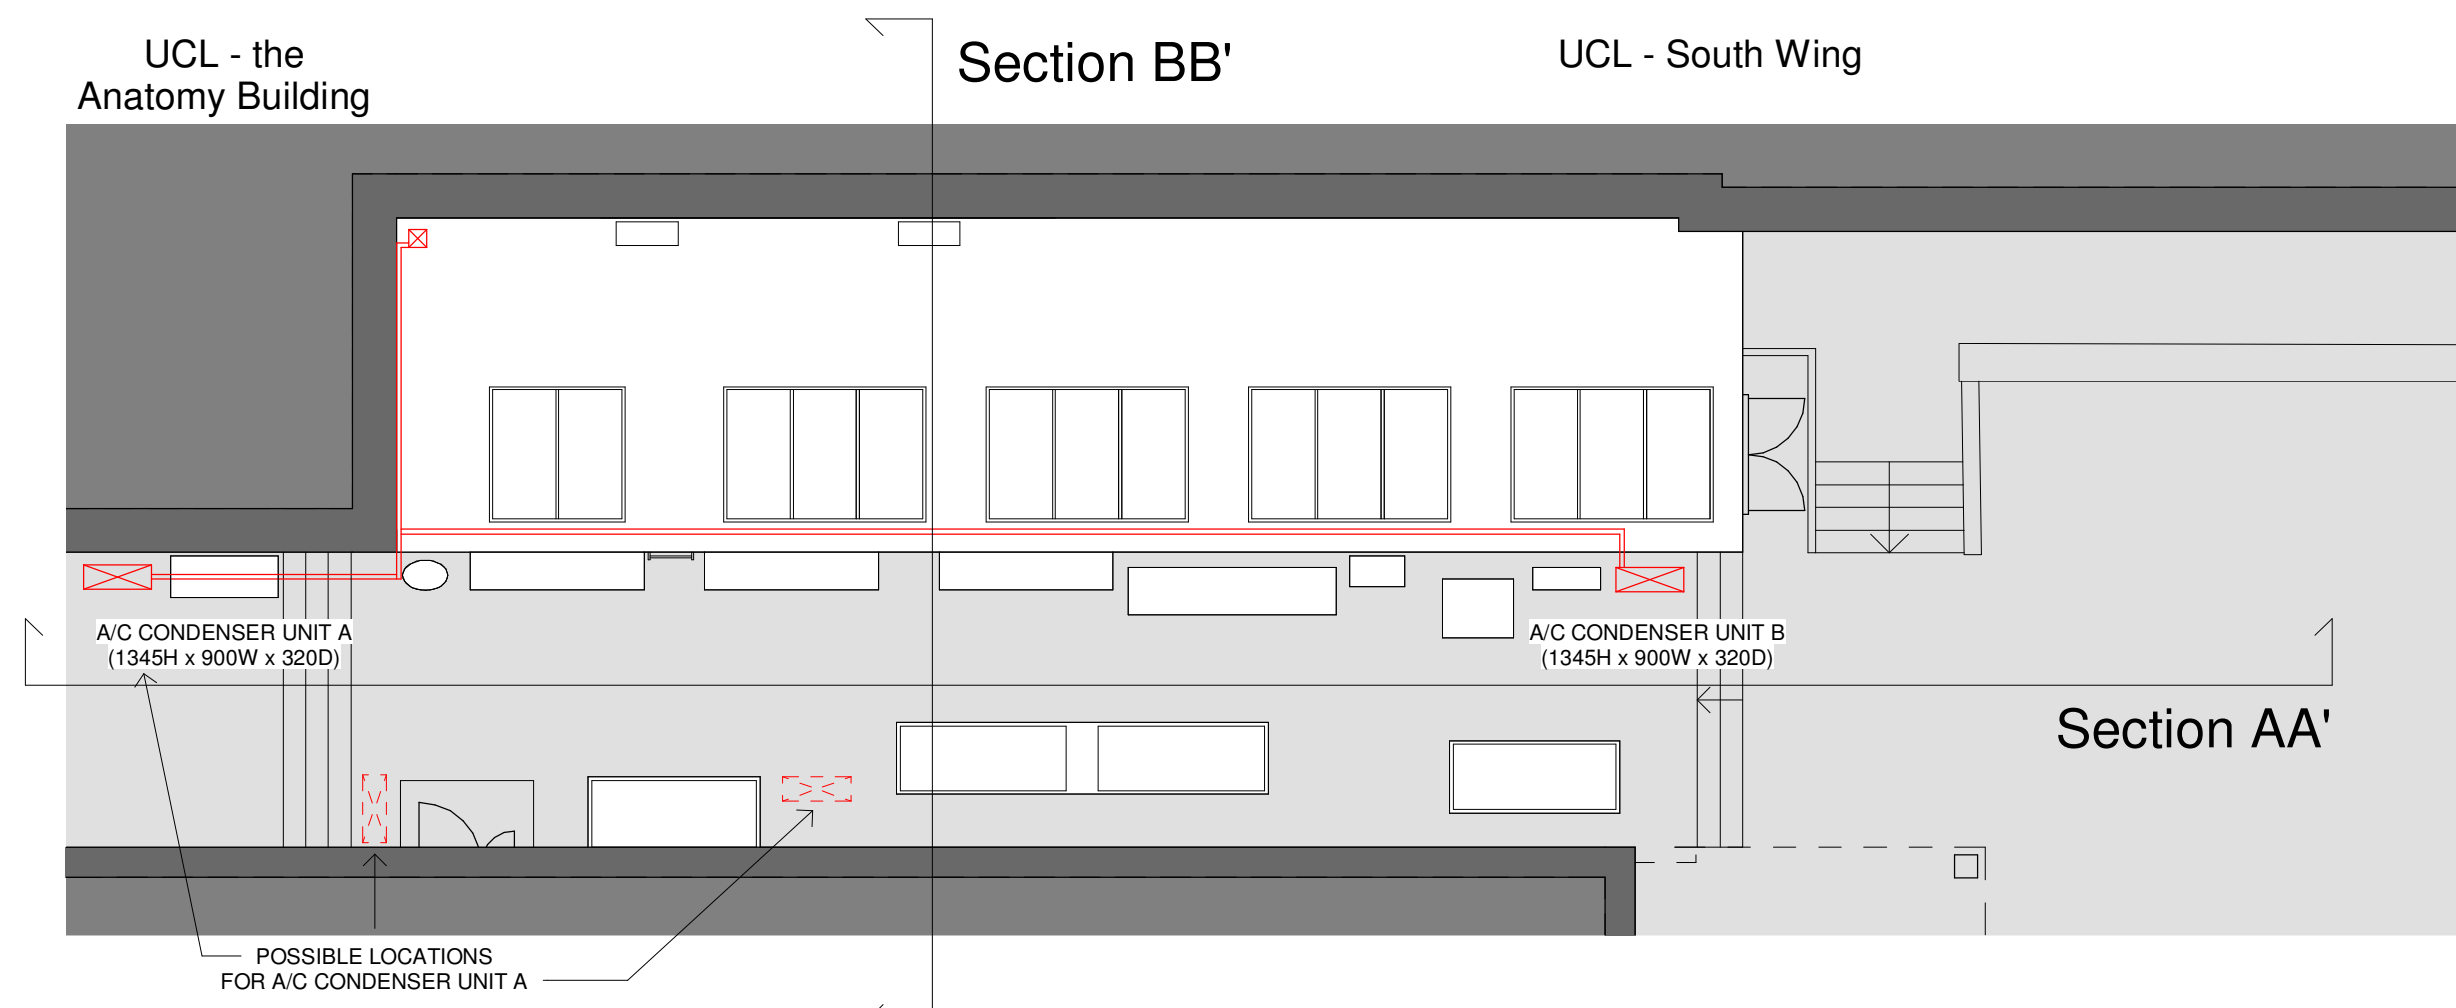 UCL - the
Anatomy Building
Section BB'
UCL - South Wing
A/C CONDENSER UNIT A
(1345H x 900W x 320D)
A/C CONDENSER UNIT B
(1345H x 900W x 320D)
Section AA'
POSSIBLE LOCATIONS
FOR A/C CONDENSER UNIT A